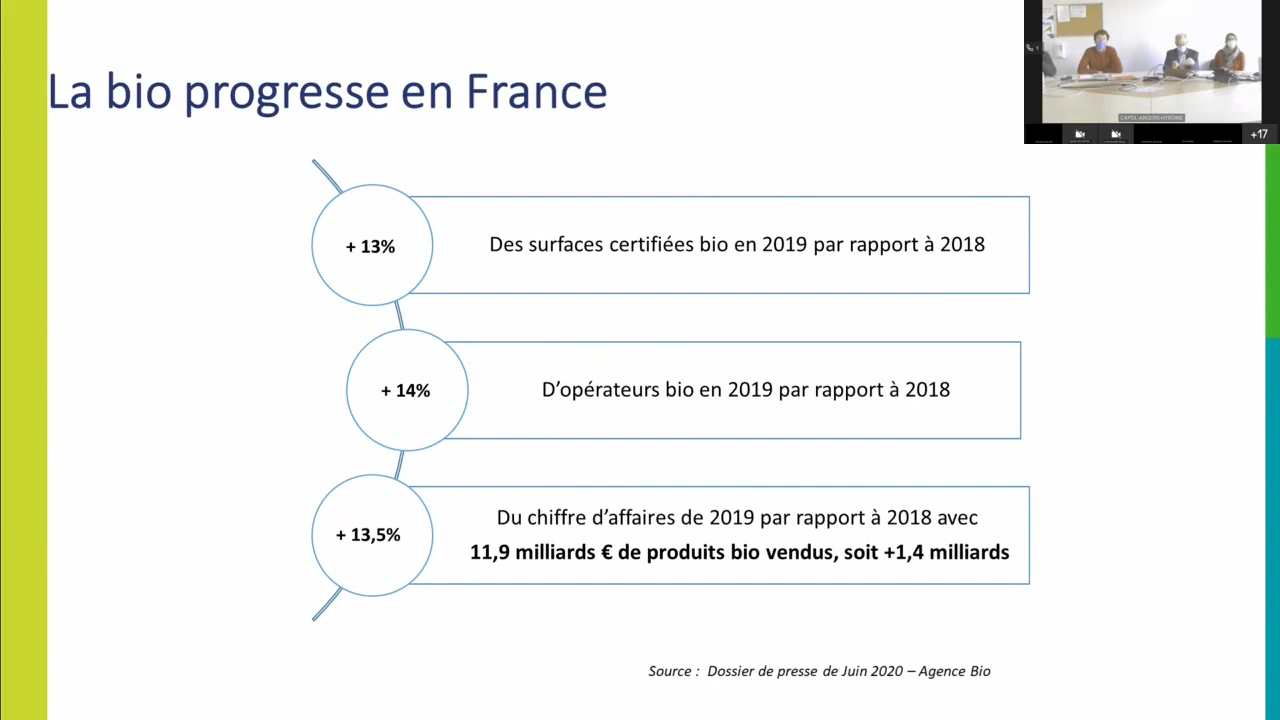 La bio progresse en France
+ 13%
Des surfaces certifiées bio en 2019 par rapport à 2018
+ 14%
D’opérateurs bio en 2019 par rapport à 2018
+ 13,5%
Du chiffre d’affaires de 2019 par rapport à 2018 avec
11,9 milliards € de produits bio vendus, soit +1,4 milliards
Source : Dossier de presse de Juin 2020 – Agence Bio
+17